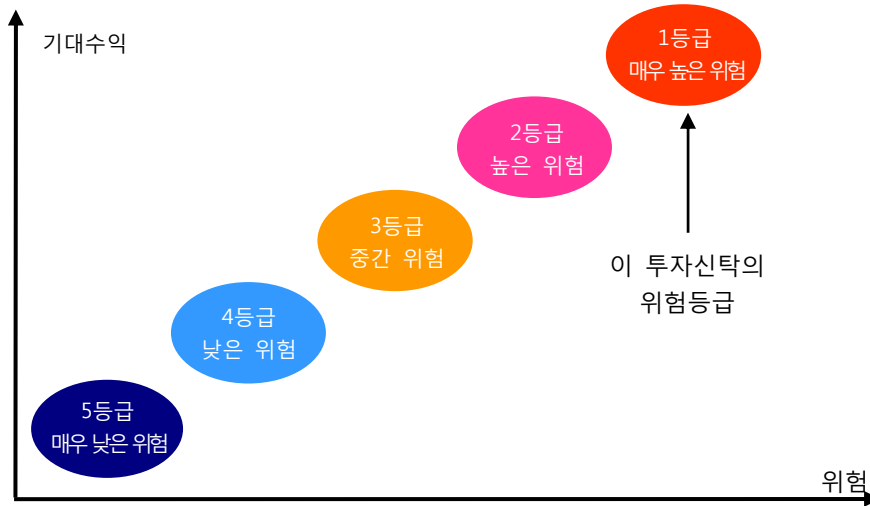 기대수익
1등급
매우 높은 위험
2등급
높은 위험
3등급
중간 위험
이 투자신탁의
위험등급
4등급
낮은 위험
5등급
매우 낮은 위험
위험